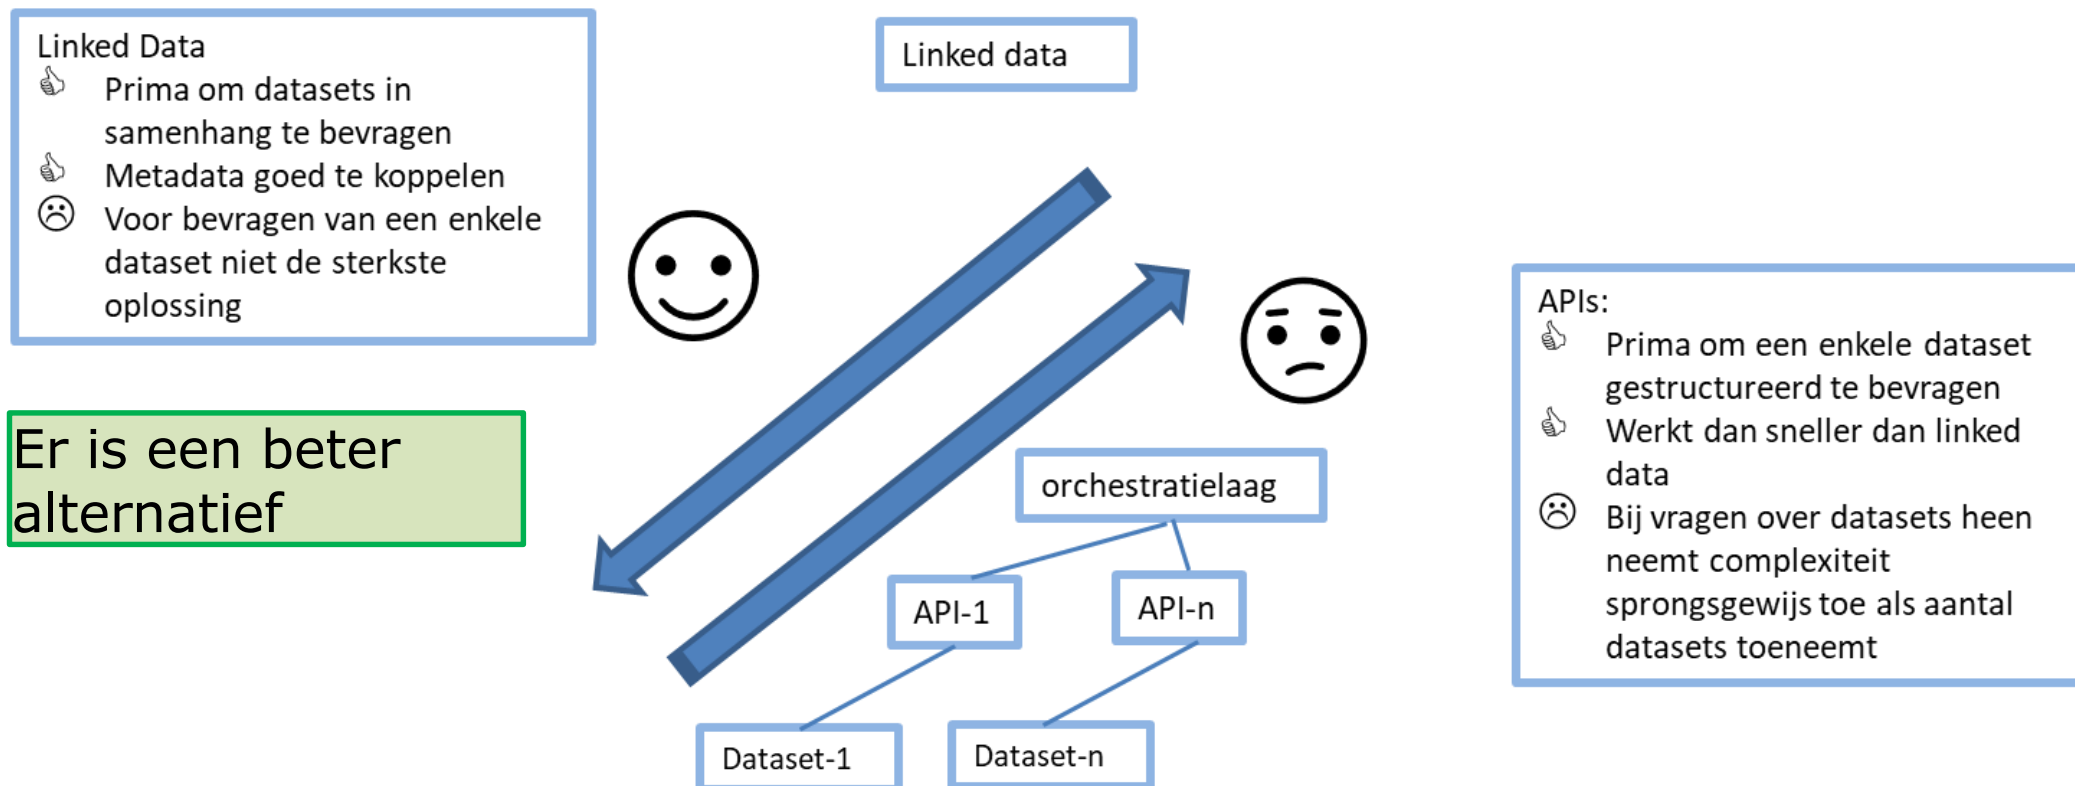 Linked Data
Prima om datasets in
samenhang te bevragen
Metadata goed te koppelen
Voor bevragen van een enkele
dataset niet de sterkste
oplossing
Er is een beter
alternatief
Linked data
orchestratielaag
API-1
API-n
Dataset-1
Dataset-n
APIs:
Prima om een enkele dataset
gestructureerd te bevragen
Werkt dan sneller dan linked
data
Bij vragen over datasets heen
neemt complexiteit
sprongsgewijs toe als aantal
datasets toeneemt